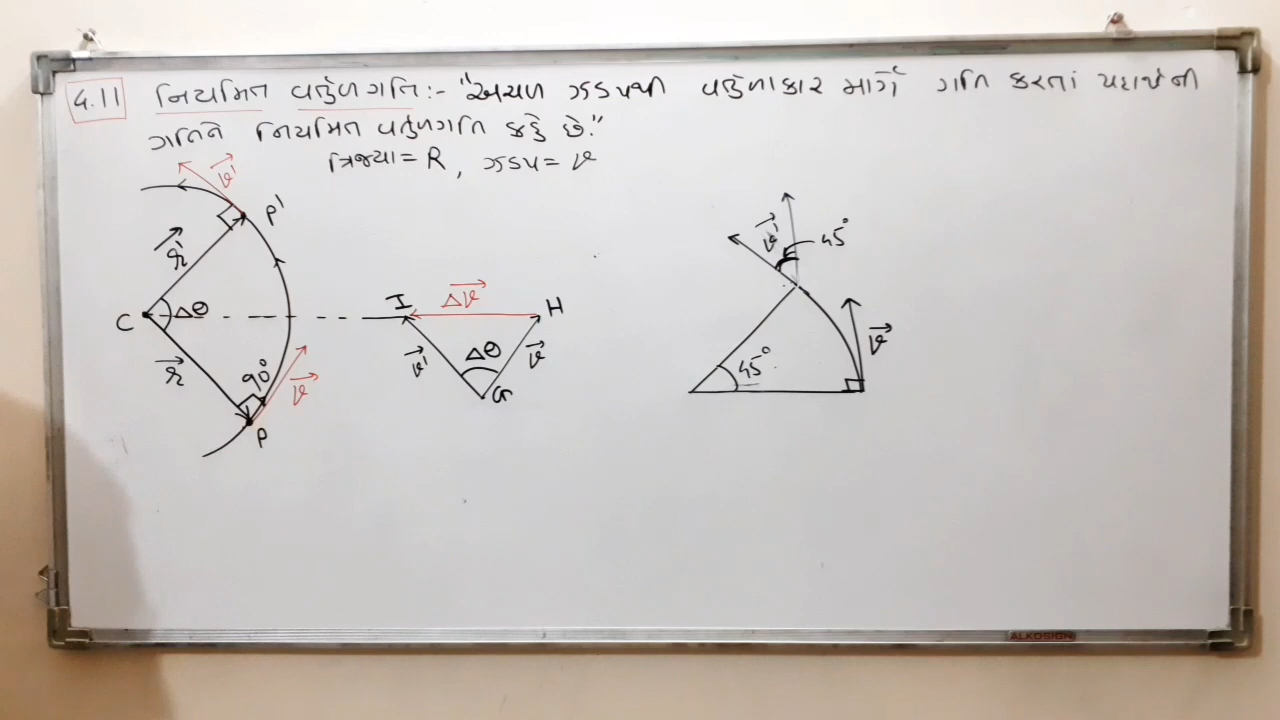 4.11 નિયમિત વર્તુળગતિ :- "અચળ ઝડપથી વર્તુળાકાર માર્ગે ગતિ કરતાં પદાર્થની
ગતિને નિયમિત વર્તુળગતિ કહે છે."
ત્રિજ્યા = R, ઝડપ = v
v'
P'
r'
C
Δθ
r
90°
v
P
I
Δv
H
v'
Δθ
v
G
v'
45°
45°
v
ALKOSIGN